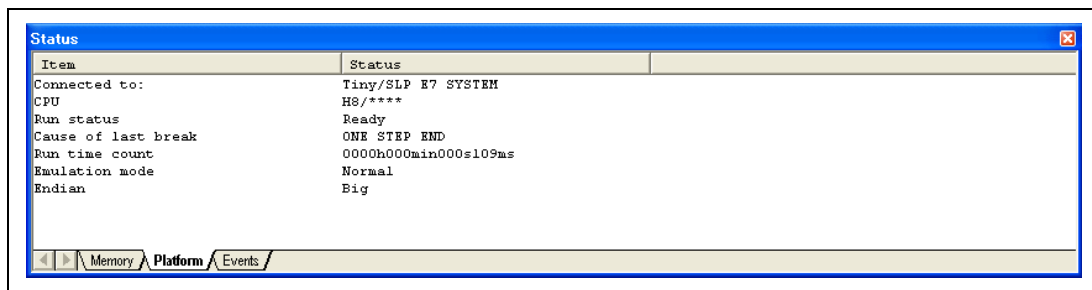 Status
Item Status
Connected to: Tiny/SLP E7 SYSTEM
CPU H8/****
Run status Ready
Cause of last break ONE STEP END
Run time count 0000h000min000s109ms
Emulation mode Normal
Endian Big
Memory Platform Events